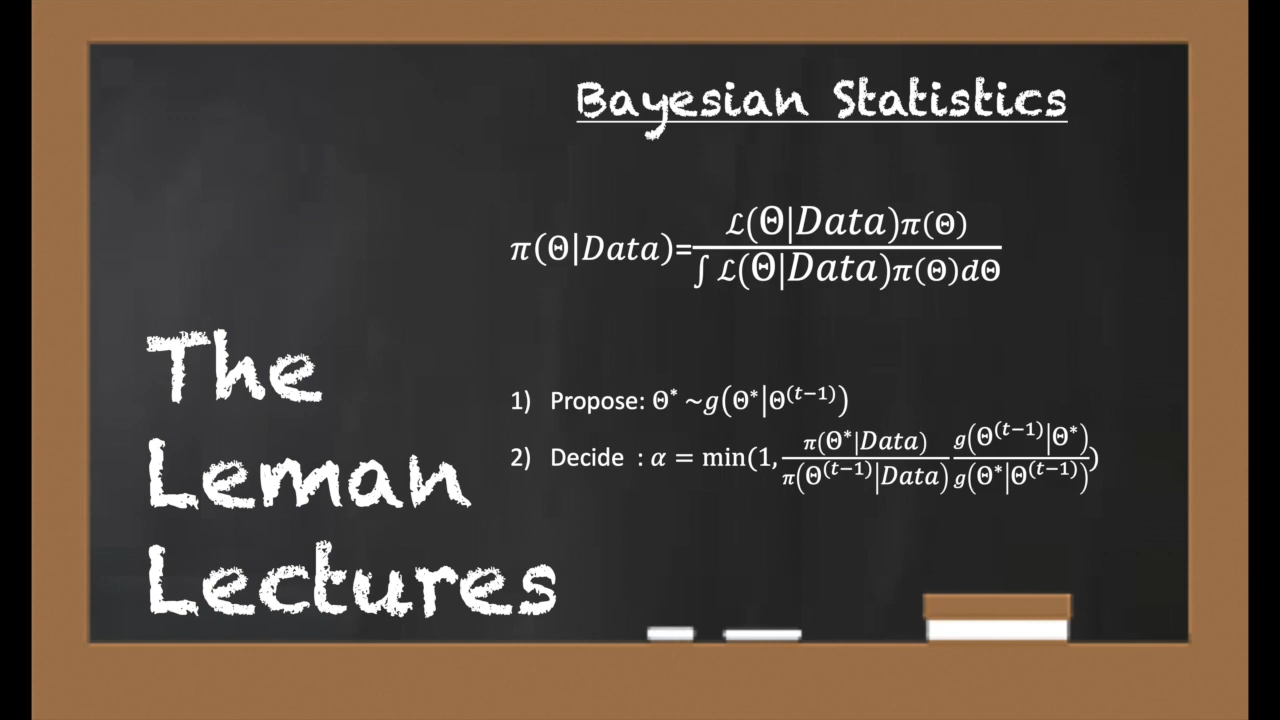 Bayesian Statistics
π(Θ|Data)=
ℒ(Θ|Data)π(Θ)
∫ ℒ(Θ|Data)π(Θ)dΘ
The
Leman
Lectures
1) Propose: Θ* ~g(Θ*|Θ⁽ᵗ⁻¹⁾)
2) Decide : α = min(1, π(Θ*|Data)/π(Θ⁽ᵗ⁻¹⁾|Data) g(Θ⁽ᵗ⁻¹⁾|Θ*)/g(Θ*|Θ⁽ᵗ⁻¹⁾))